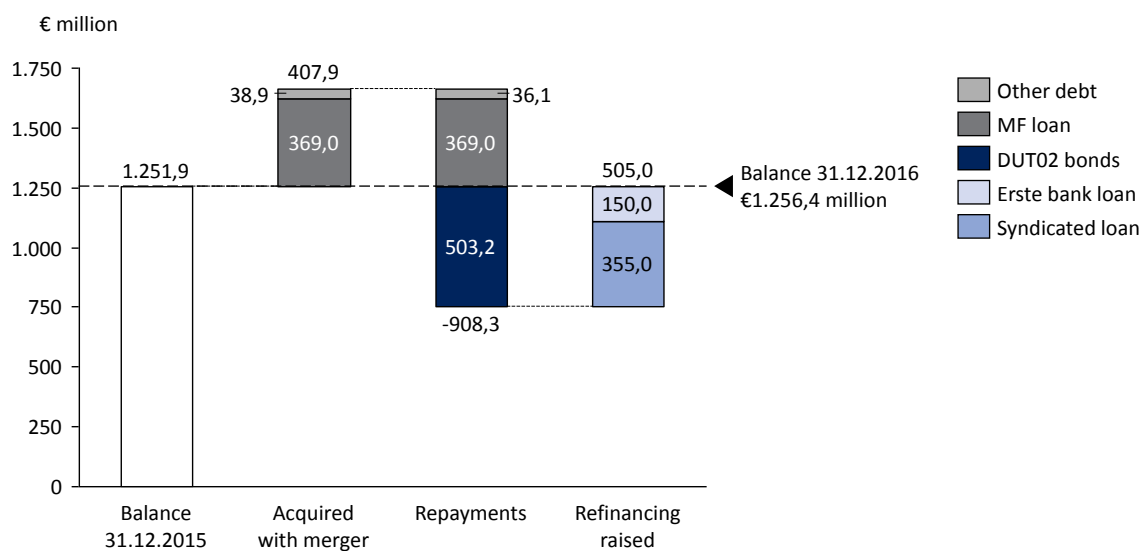 € million
1.750
1.500
1.250
1.000
750
500
250
0
1.251,9
407,9
38,9
369,0
36,1
369,0
503,2
-908,3
505,0
150,0
355,0
Balance 31.12.2016
€1.256,4 million
Other debt
MF loan
DUT02 bonds
Erste bank loan
Syndicated loan
Balance
31.12.2015
Acquired
with merger
Repayments
Refinancing
raised